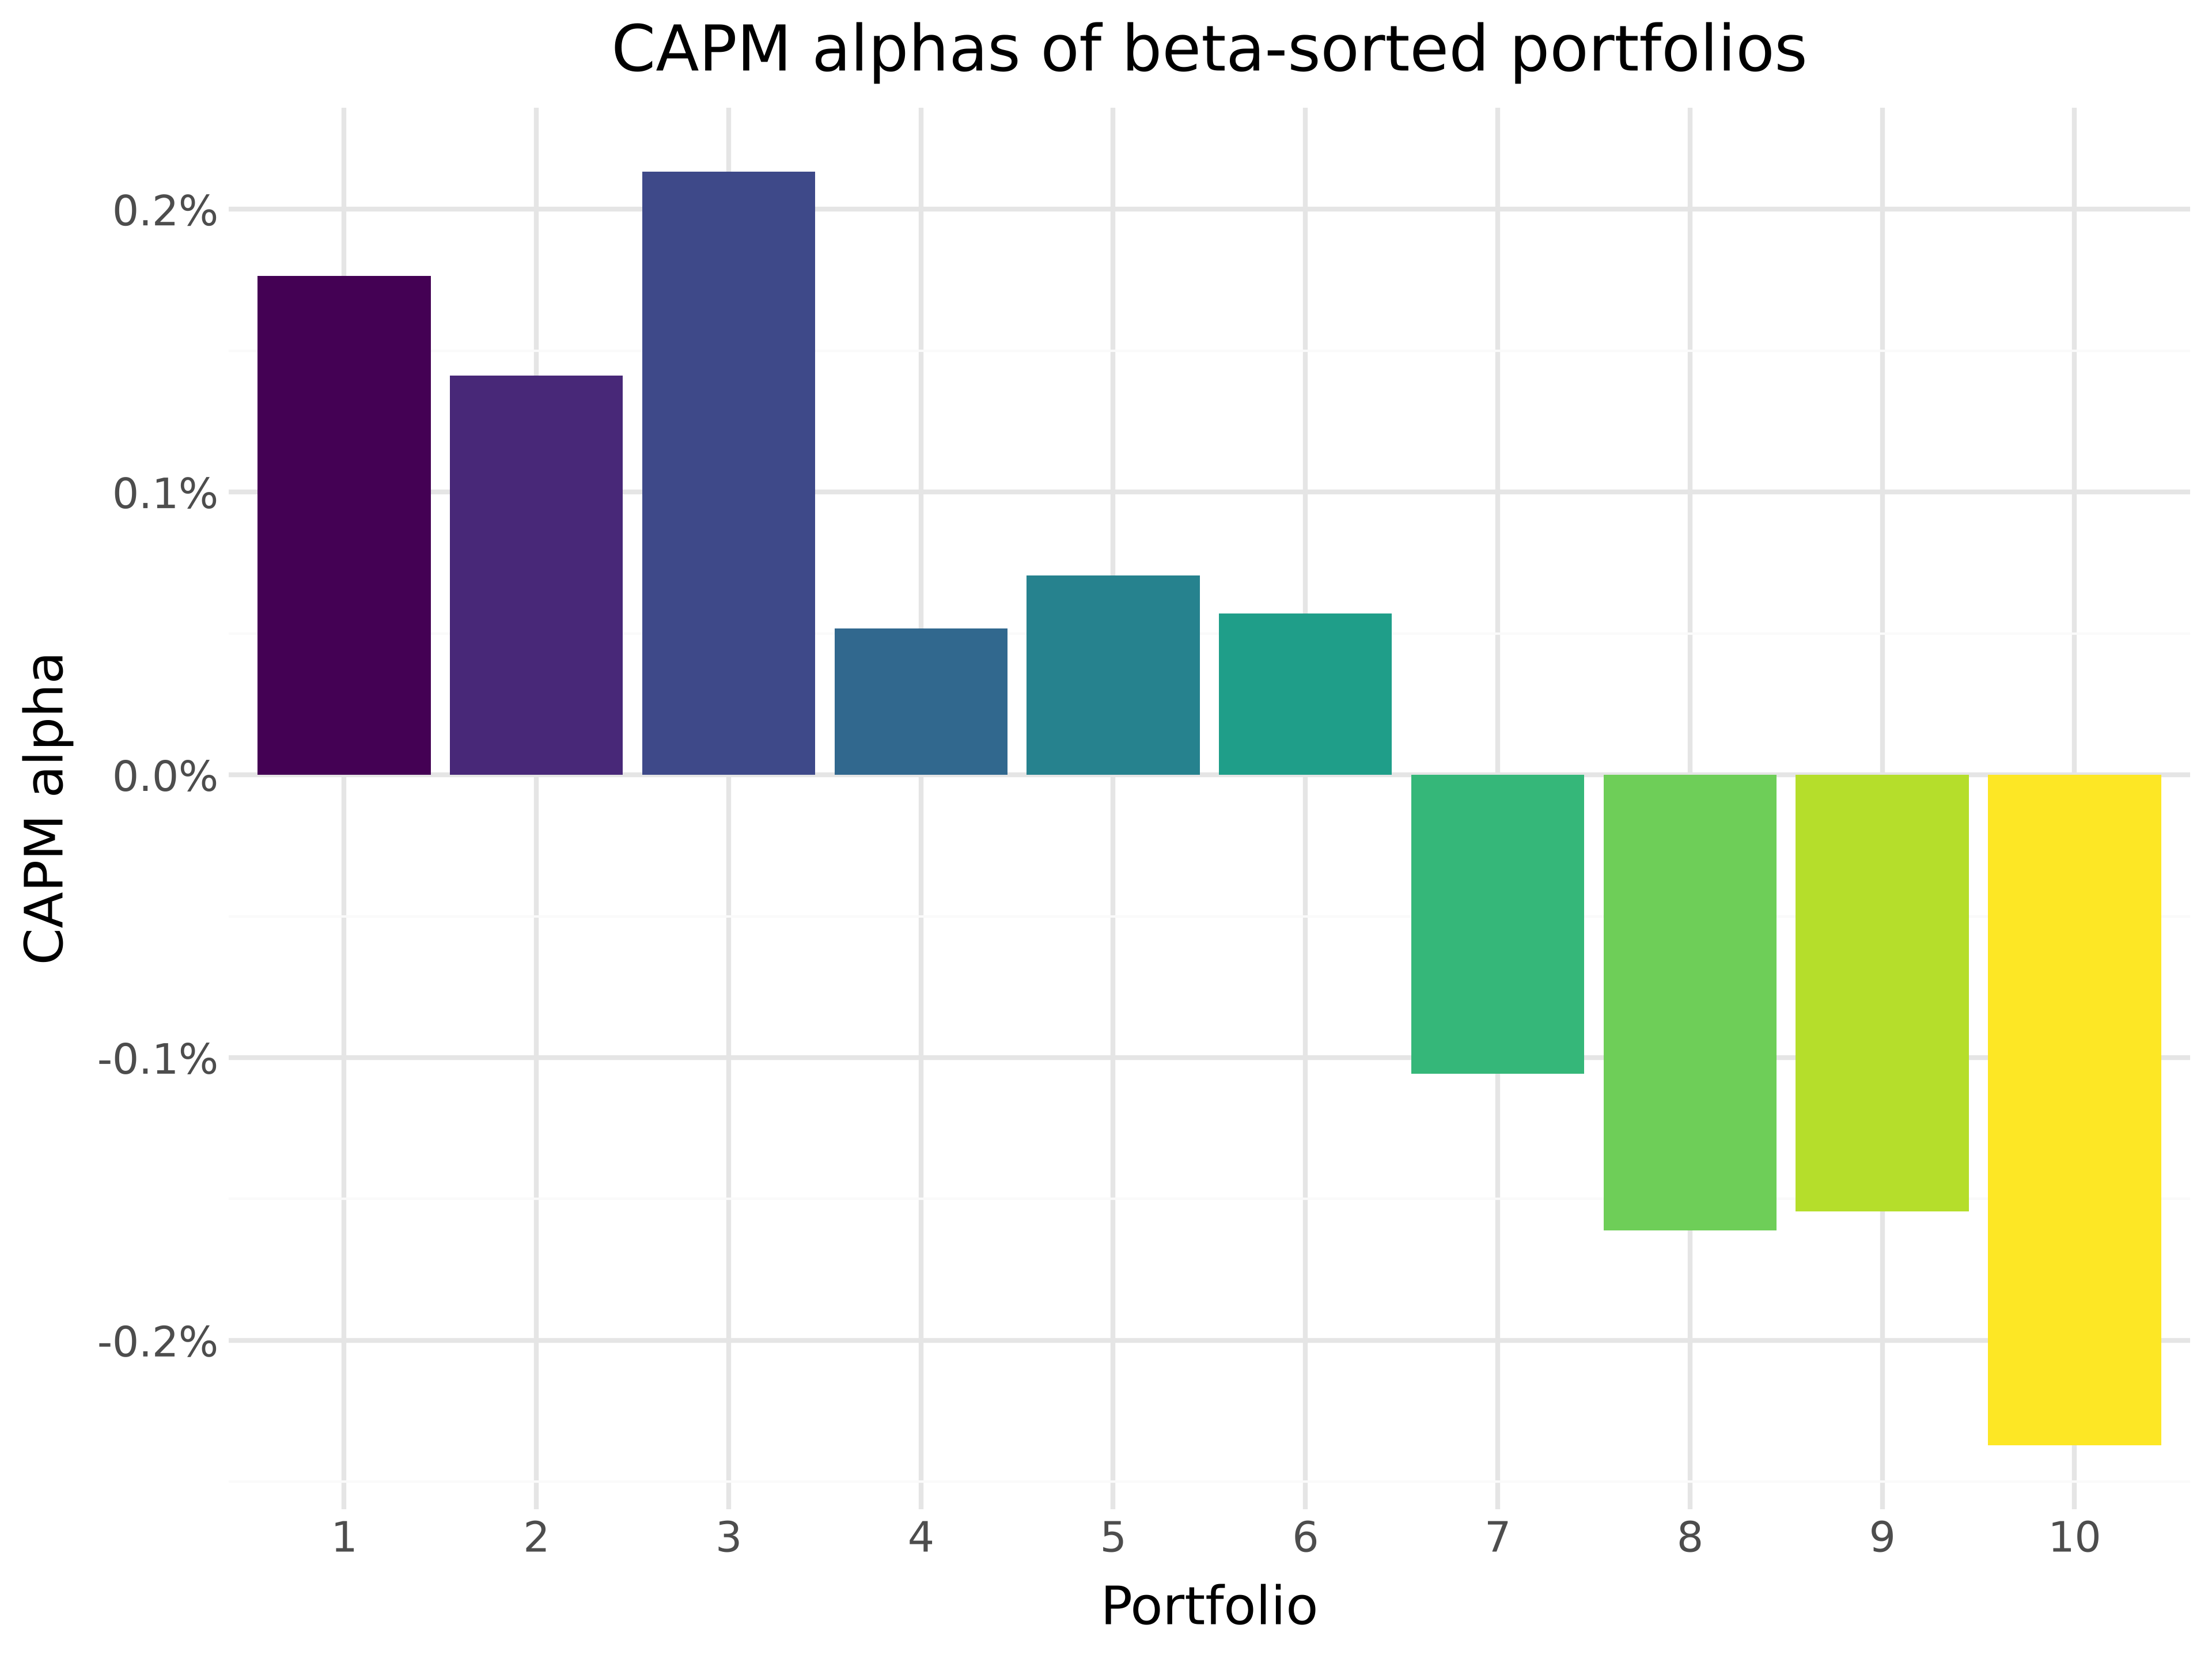 CAPM alphas of beta-sorted portfolios
CAPM alpha
0.2%
0.1%
0.0%
-0.1%
-0.2%
1 2 3 4 5 6 7 8 9 10
Portfolio